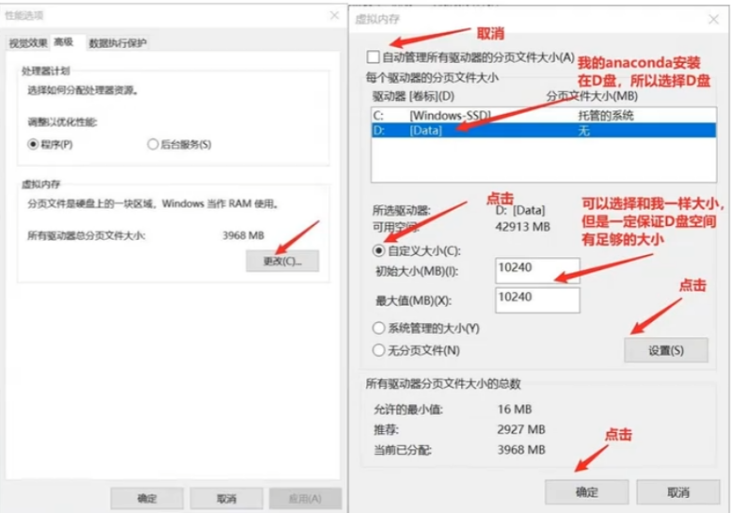 性能选项
视觉效果 高级 数据执行保护
处理器计划
选择如何分配处理器资源。
调整以优化性能:
程序(P) 后台服务(S)
虚拟内存
分页文件是硬盘上的一块区域，Windows 当作 RAM 使用。
所有驱动器总分页文件大小: 3968 MB
更改(C)...
确定 取消 应用(A)
虚拟内存
取消
自动管理所有驱动器的分页文件大小(A)
我的anaconda安装
在D盘，所以选择D盘
每个驱动器的分页文件大小
驱动器 [卷标](D) 分页文件大小(MB)
C: [Windows-SSD] 托管的系统
D: [Data] 无
点击
所选驱动器: D: [Data]
可用空间: 42913 MB
可以选择和我一样大小，
但是一定保证D盘空间
有足够的大小
自定义大小(C):
初始大小(MB)(I): 10240
最大值(MB)(X): 10240
点击
系统管理的大小(Y)
无分页文件(N) 设置(S)
所有驱动器分页文件大小的总数
允许的最小值: 16 MB
推荐: 2927 MB
当前已分配: 3968 MB
点击
确定 取消